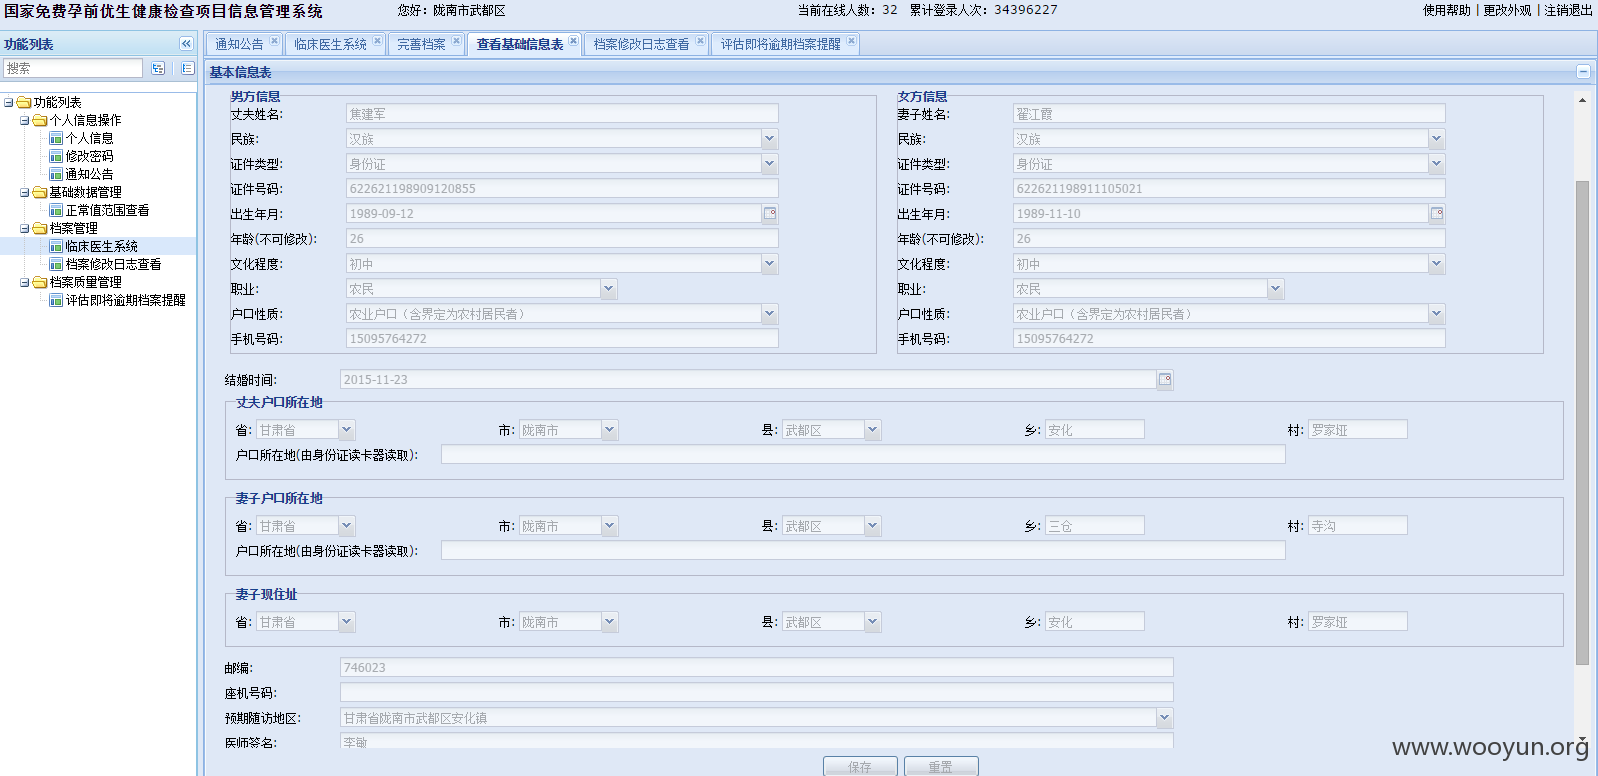 国家免费孕前优生健康检查项目信息管理系统 您好：陇南市武都区 当前在线人数：32 累计登录人次：34396227 使用帮助 | 更改外观 | 注销退出
功能列表 通知公告 临床医生系统 完善档案 查看基础信息表 档案修改日志查看 评估即将逾期档案提醒
搜索 基本信息表
功能列表
个人信息操作
个人信息
修改密码
通知公告
基础数据管理
正常值范围查看
档案管理
临床医生系统
档案修改日志查看
档案质量管理
评估即将逾期档案提醒
男方信息
丈夫姓名: 焦建军
民族: 汉族
证件类型: 身份证
证件号码: 622621198909120855
出生年月: 1989-09-12
年龄(不可修改): 26
文化程度: 初中
职业: 农民
户口性质: 农业户口（含界定为农村居民者）
手机号码: 15095764272
女方信息
妻子姓名: 翟江霞
民族: 汉族
证件类型: 身份证
证件号码: 622621198911105021
出生年月: 1989-11-10
年龄(不可修改): 26
文化程度: 初中
职业: 农民
户口性质: 农业户口（含界定为农村居民者）
手机号码: 15095764272
结婚时间: 2015-11-23
丈夫户口所在地
省: 甘肃省 市: 陇南市 县: 武都区 乡: 安化 村: 罗家垭
户口所在地(由身份证读卡器读取):
妻子户口所在地
省: 甘肃省 市: 陇南市 县: 武都区 乡: 三仓 村: 寺沟
户口所在地(由身份证读卡器读取):
妻子现住址
省: 甘肃省 市: 陇南市 县: 武都区 乡: 安化 村: 罗家垭
邮编: 746023
座机号码:
预期随访地区: 甘肃省陇南市武都区安化镇
医师签名: 李敏
保存 重置
www.wooyun.org